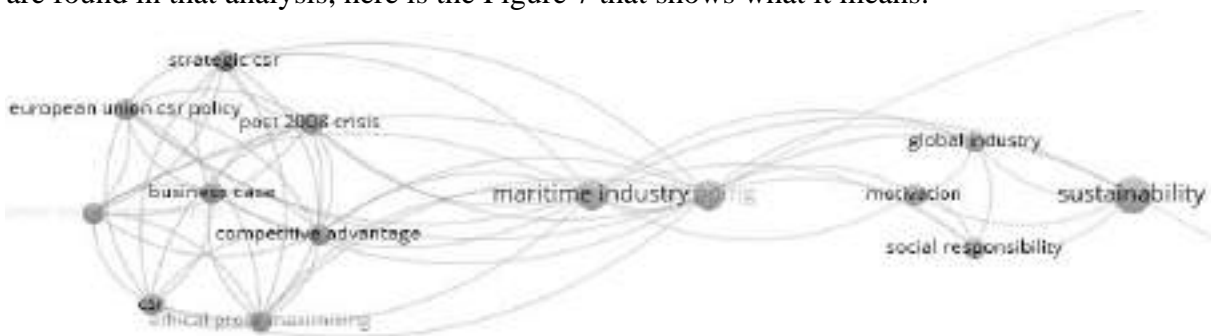 are found in that analysis, here is the Figure 7 that shows what it means.
strategic csr
european union csr policy
post 2008 crisis
global industry
business case
maritime industry
motivation
sustainability
competitive advantage
social responsibility
csr
ethical